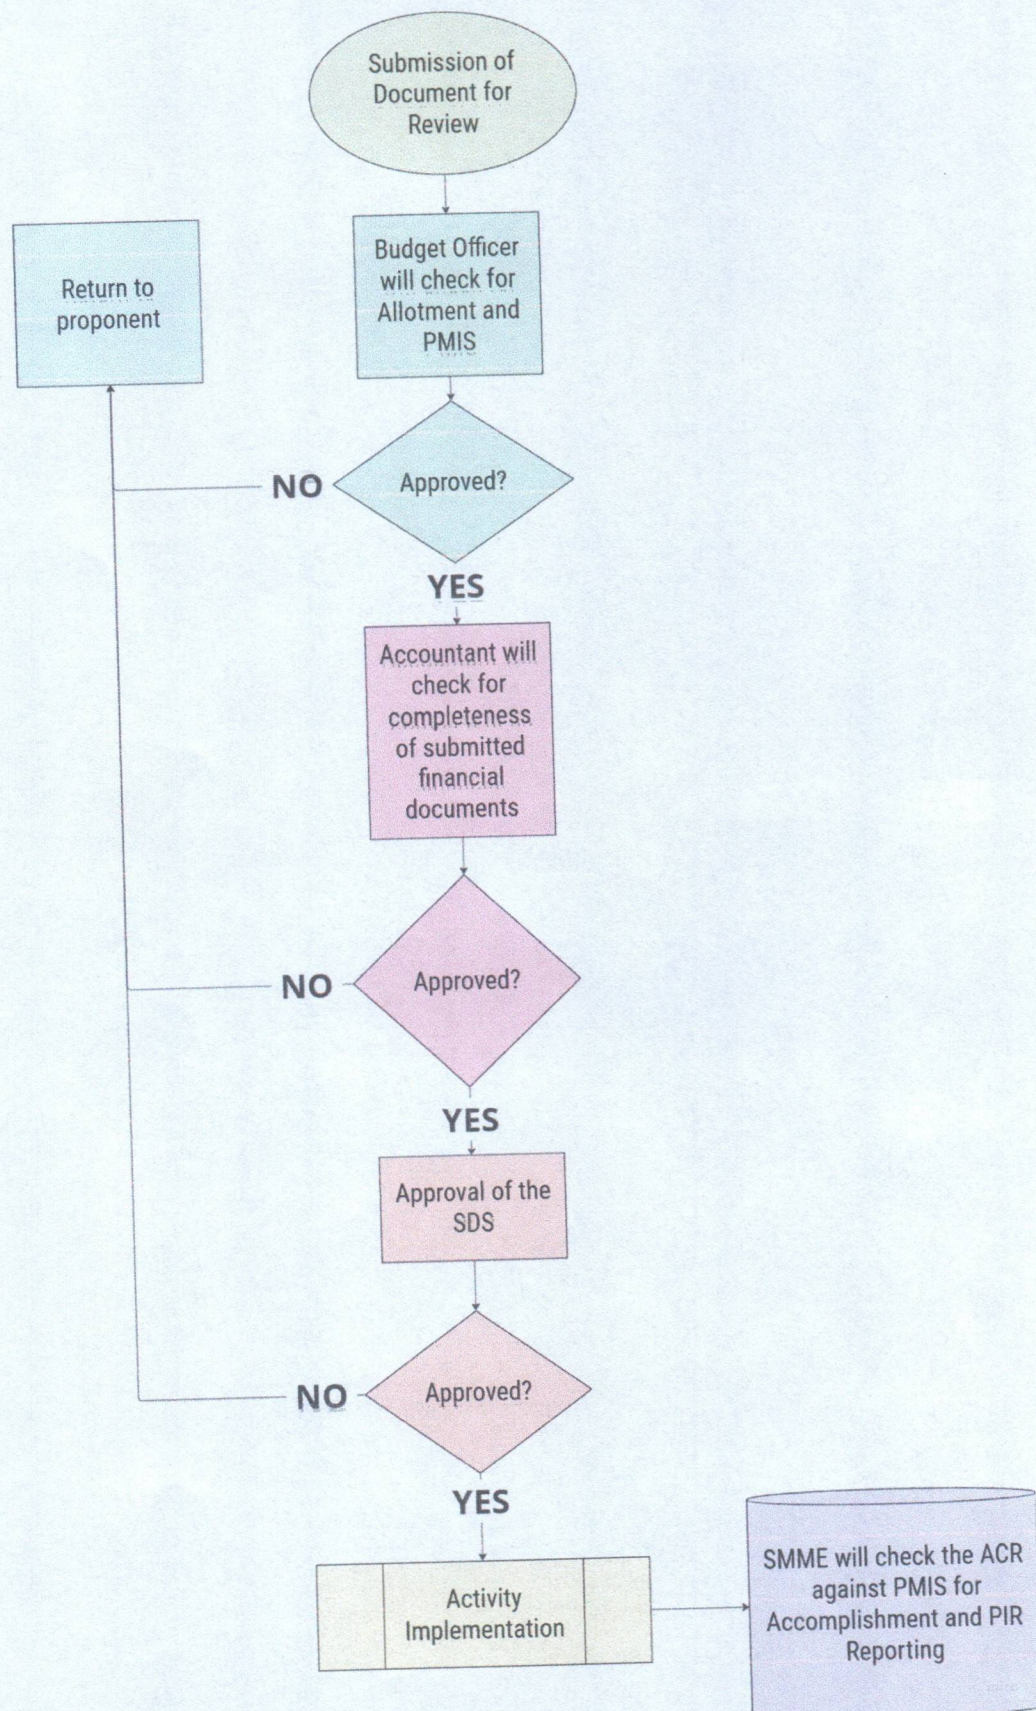 Submission of
Document for
Review
Return to
proponent
Budget Officer
will check for
Allotment and
PMIS
Approved?
NO
YES
Accountant will
check for
completeness
of submitted
financial
documents
Approved?
NO
YES
Approval of the
SDS
Approved?
NO
YES
Activity
Implementation
SMME will check the ACR
against PMIS for
Accomplishment and PIR
Reporting